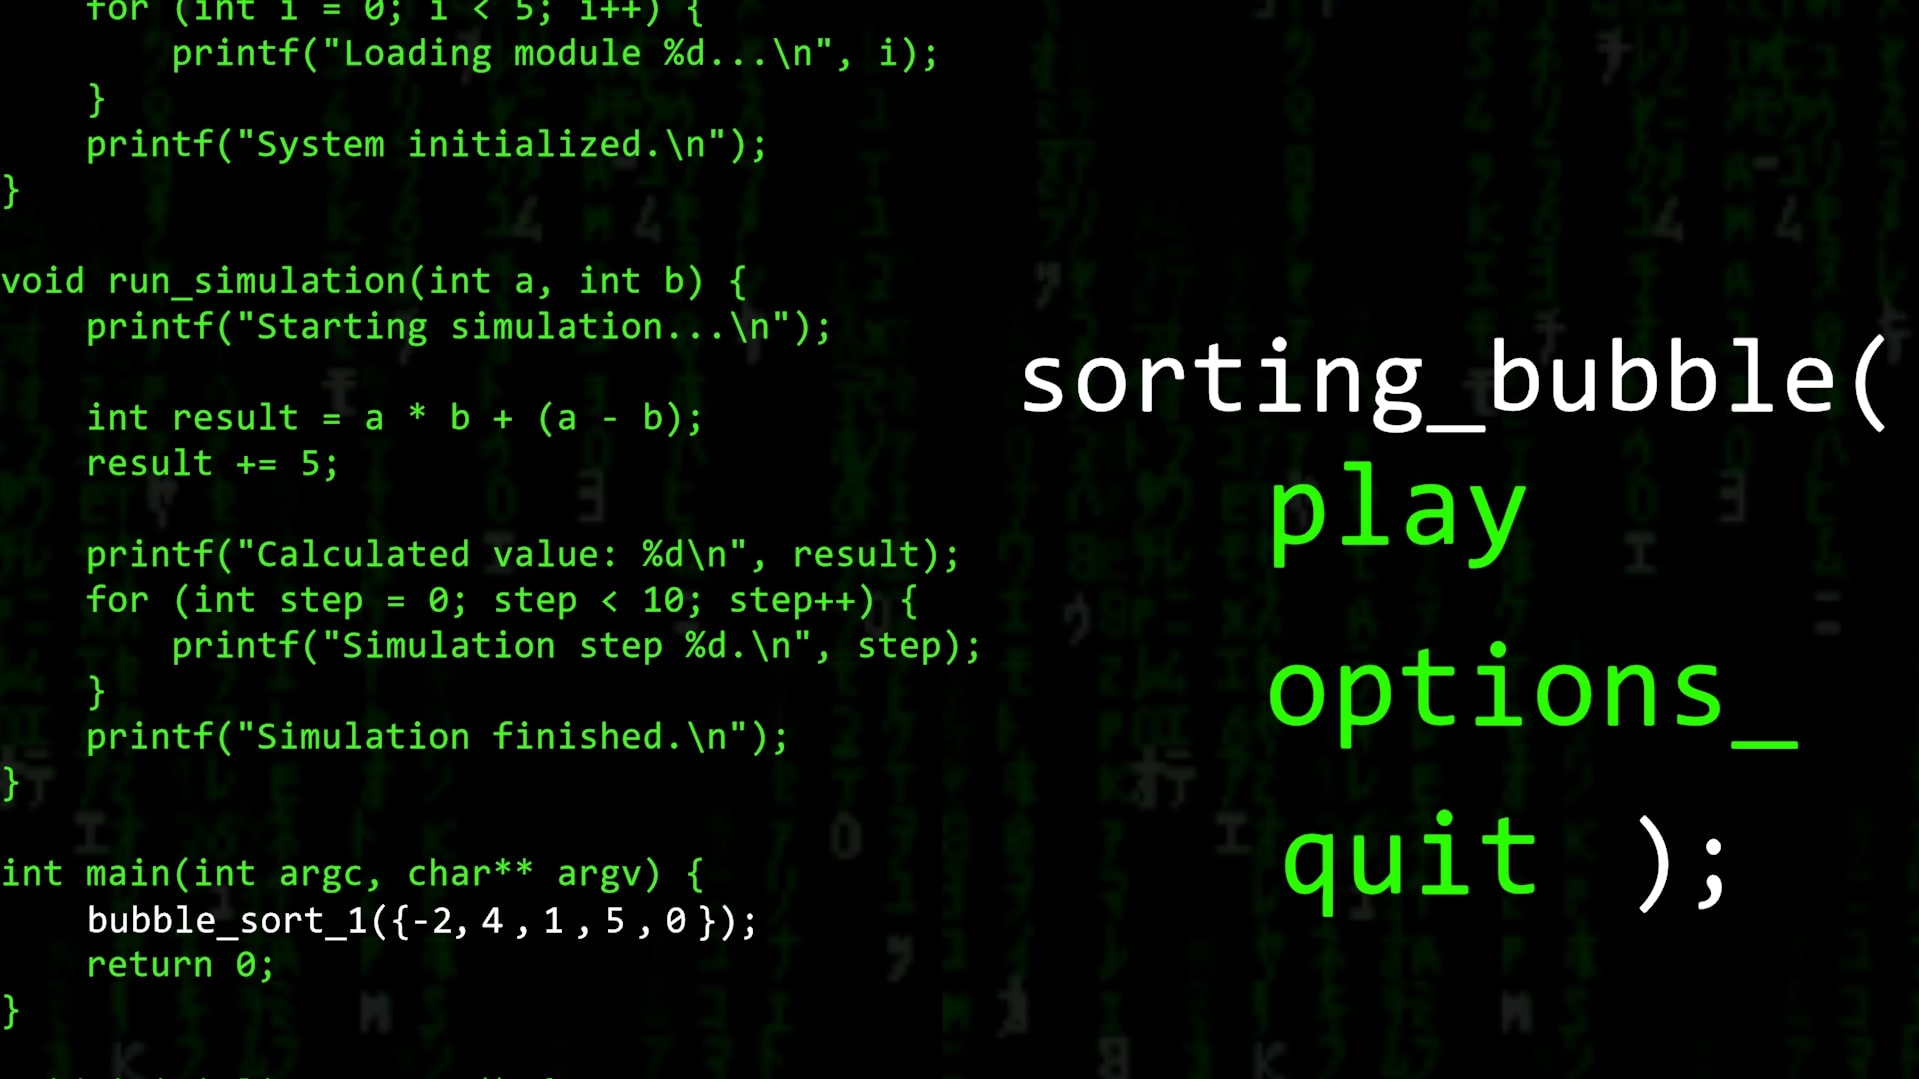 for (int i = 0; i < 5; i++) {
printf("Loading module %d...\n", i);
}
printf("System initialized.\n");
}
void run_simulation(int a, int b) {
printf("Starting simulation...\n");
int result = a * b + (a - b);
result += 5;
printf("Calculated value: %d\n", result);
for (int step = 0; step < 10; step++) {
printf("Simulation step %d.\n", step);
}
printf("Simulation finished.\n");
}
int main(int argc, char** argv) {
bubble_sort_1({-2, 4 , 1 , 5 , 0 });
return 0;
}
sorting_bubble(
play
options_
quit );